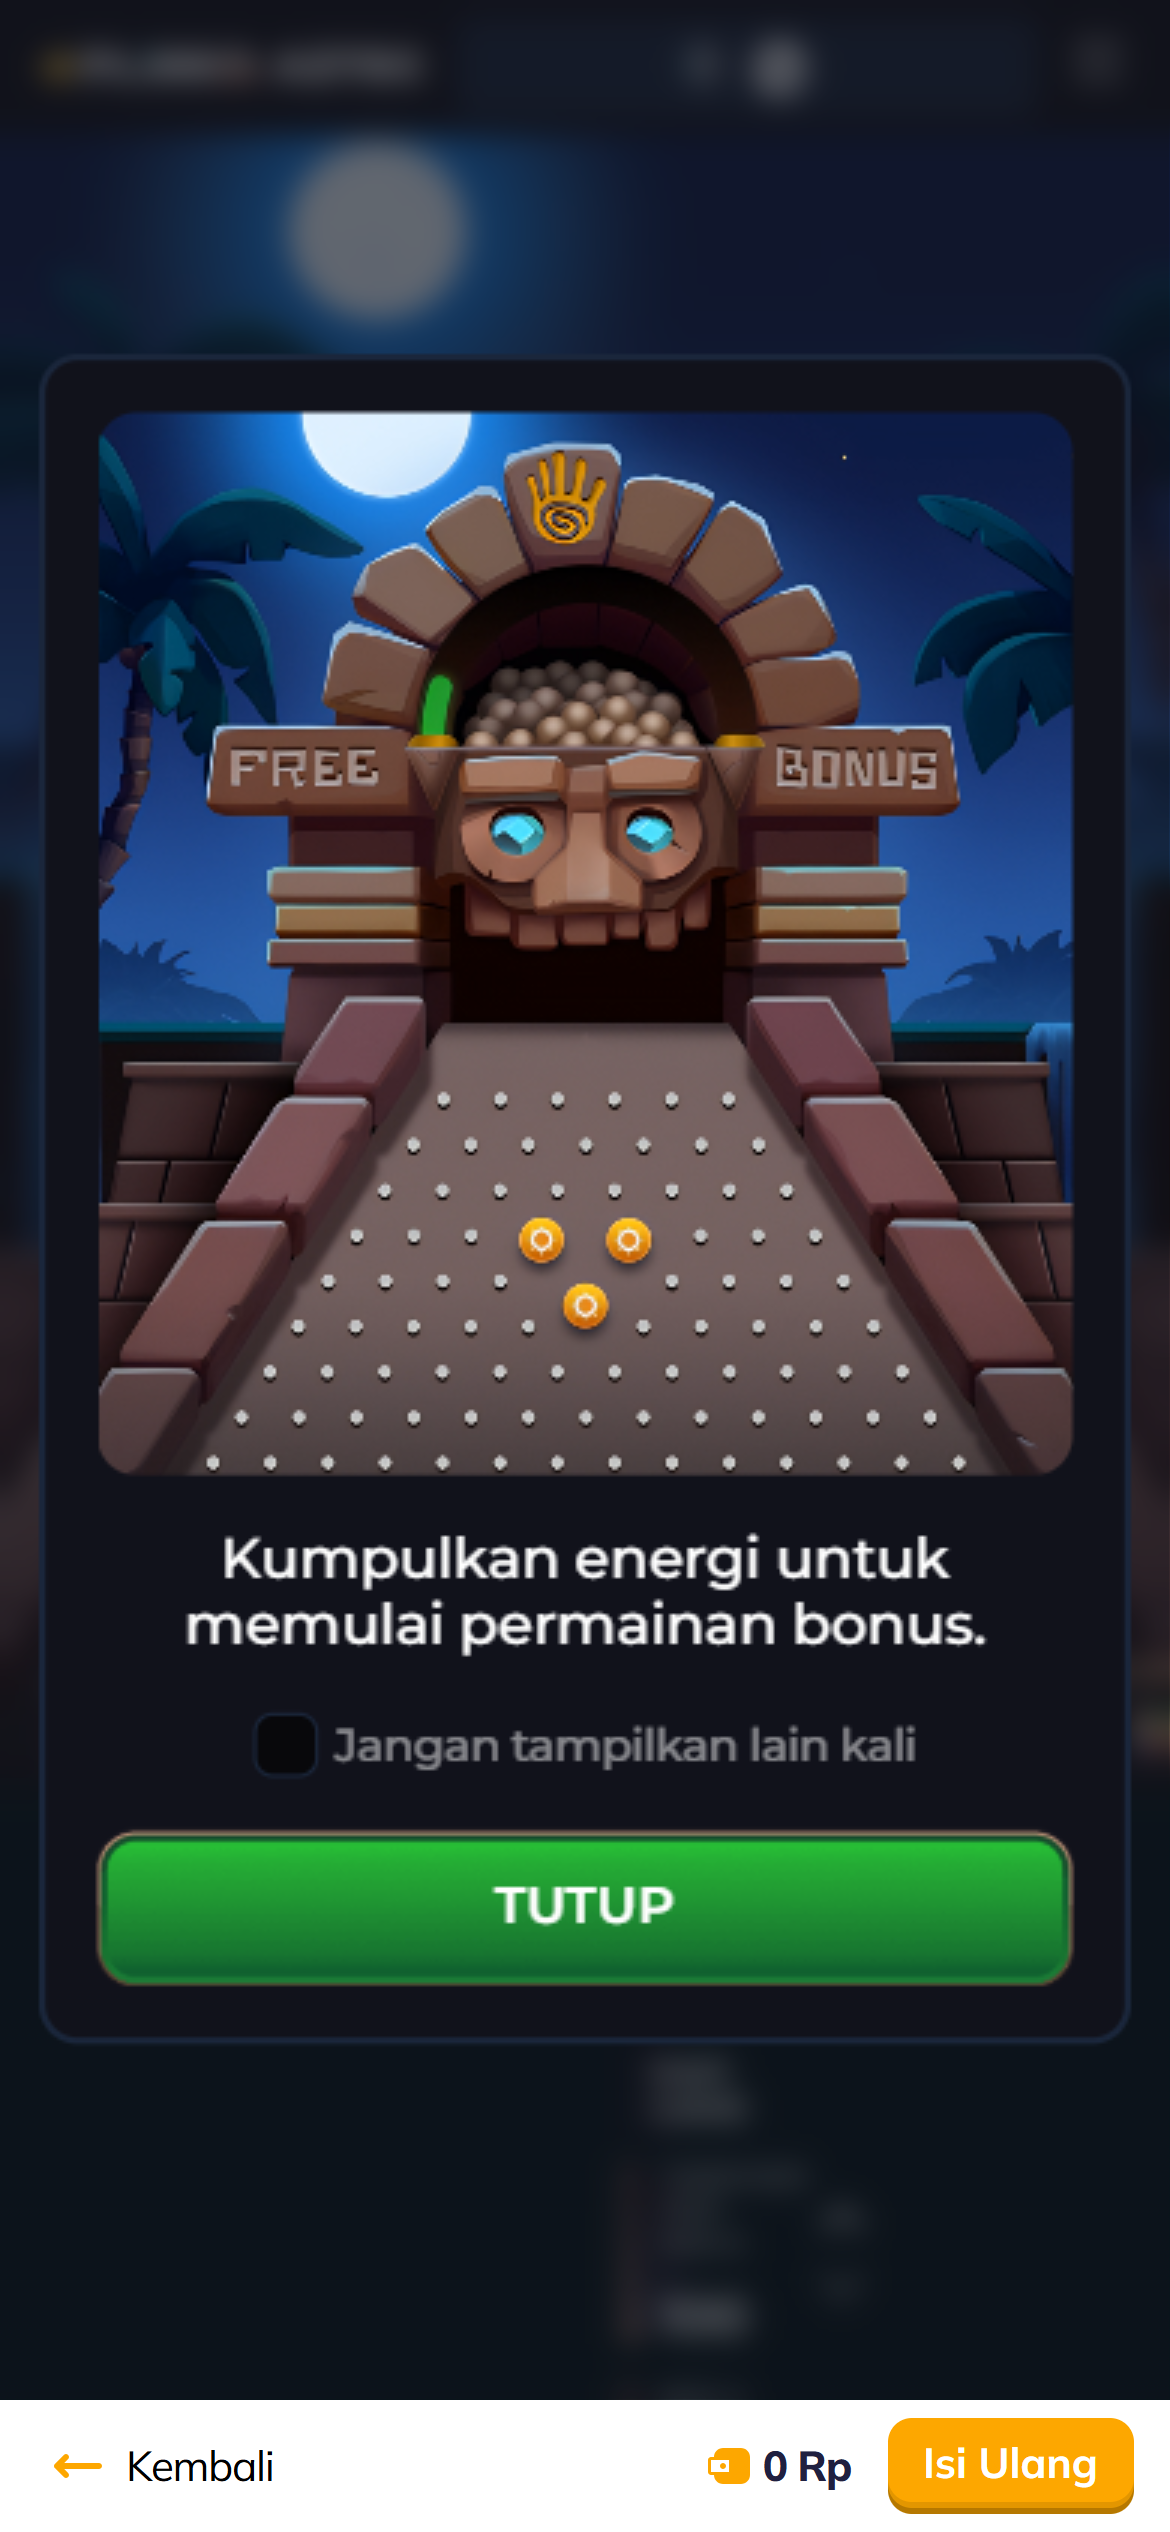 FREE
BONUS
Kumpulkan energi untuk
memulai permainan bonus.
Jangan tampilkan lain kali
TUTUP
Kembali
0 Rp
Isi Ulang